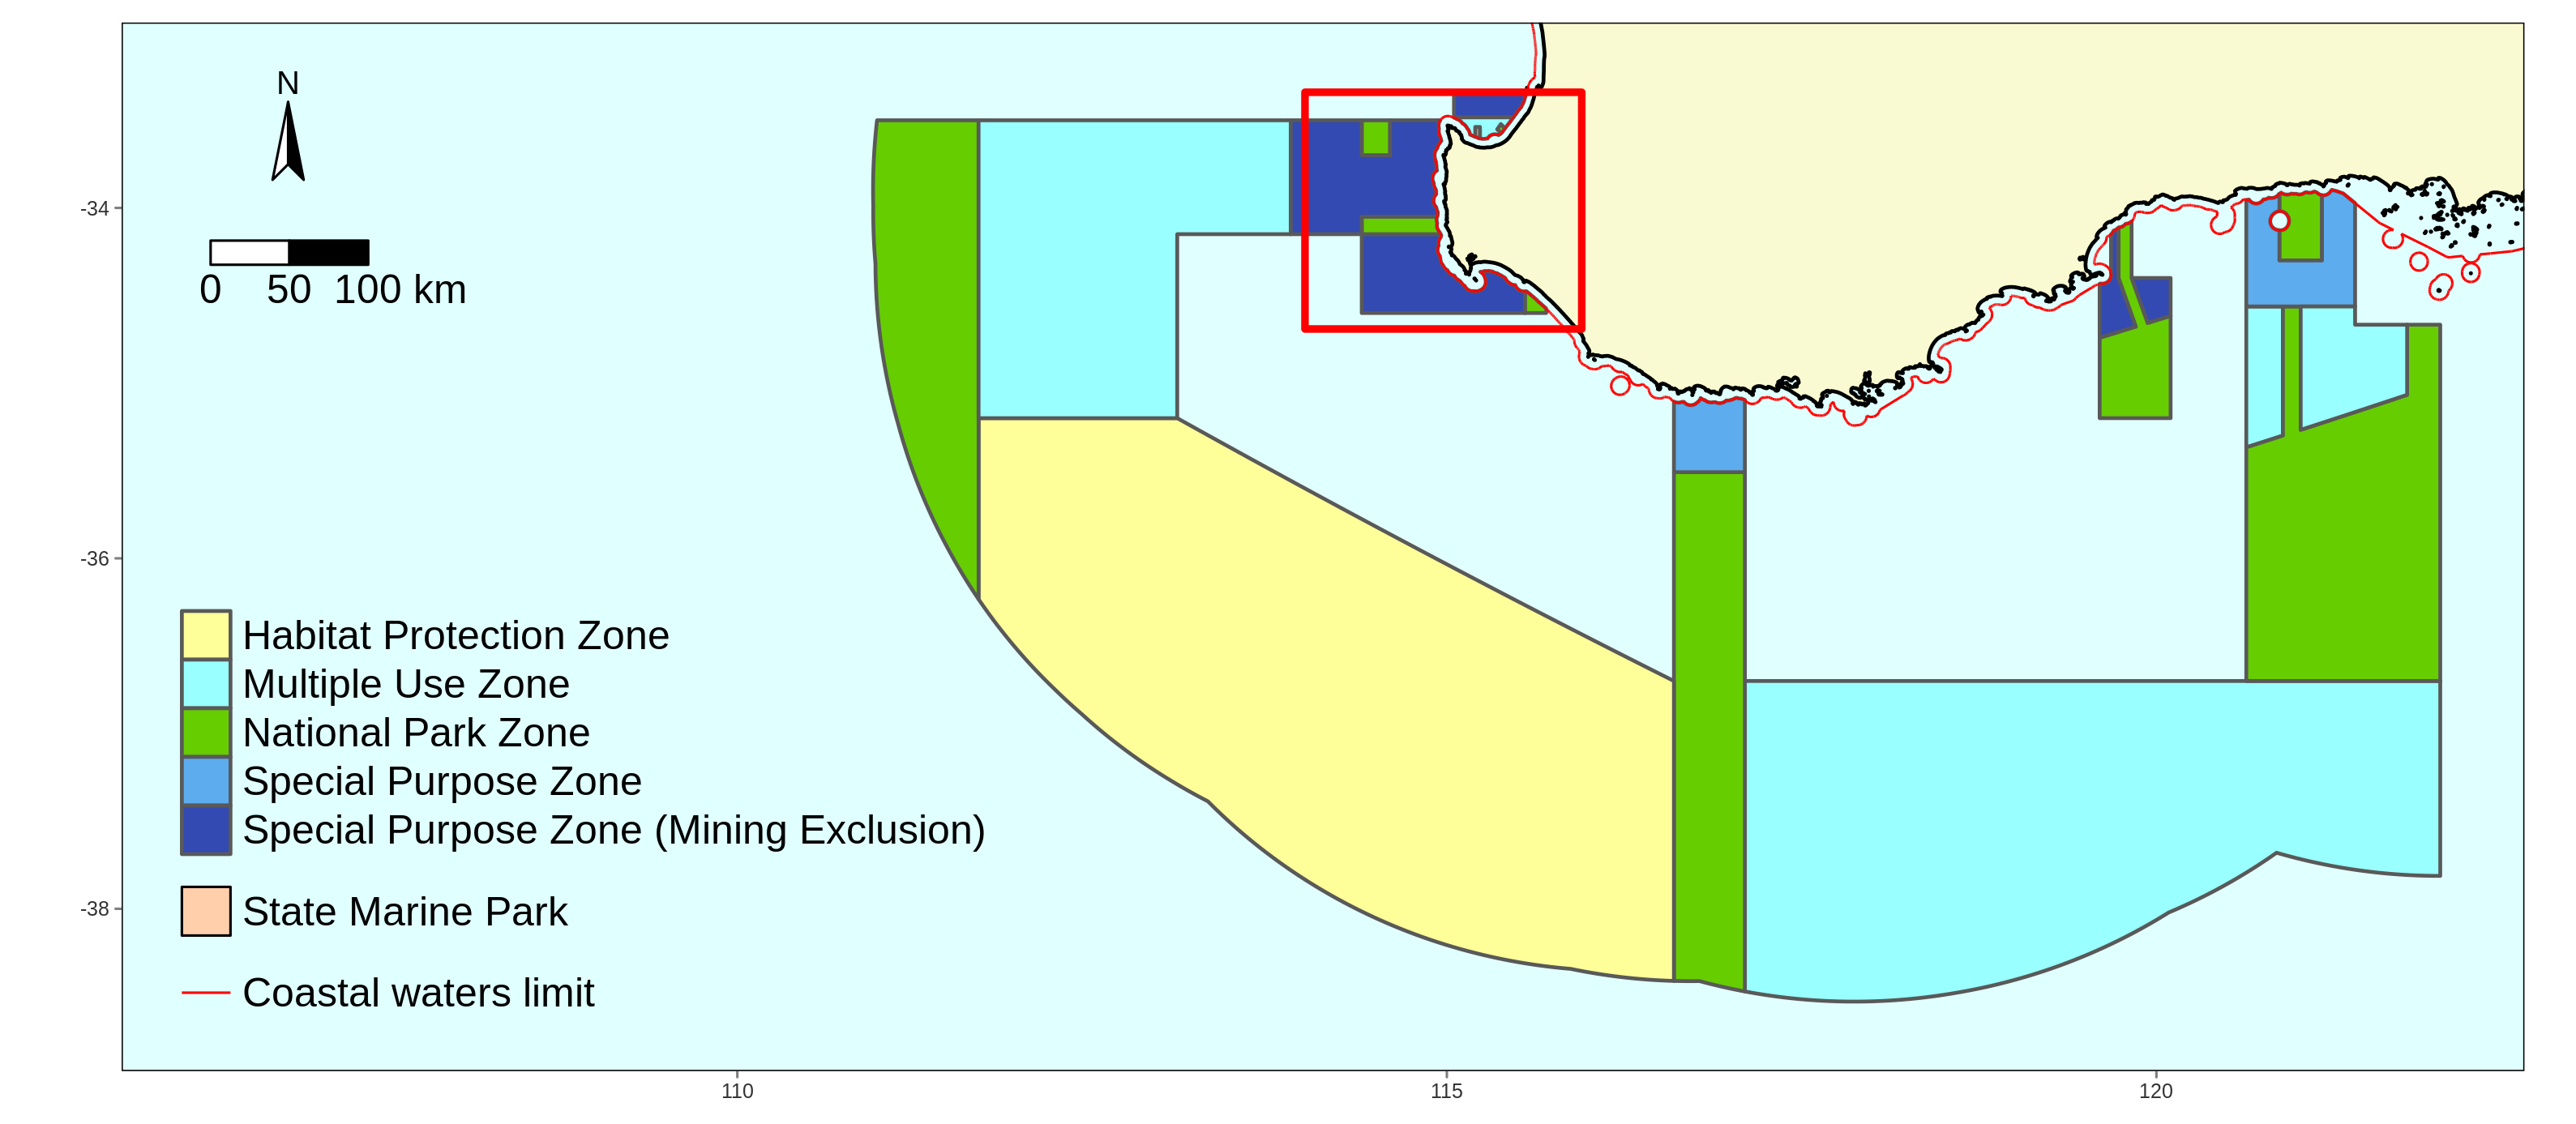 N
0 50 100 km
-34
-36
-38
Habitat Protection Zone
Multiple Use Zone
National Park Zone
Special Purpose Zone
Special Purpose Zone (Mining Exclusion)
State Marine Park
Coastal waters limit
110 115 120